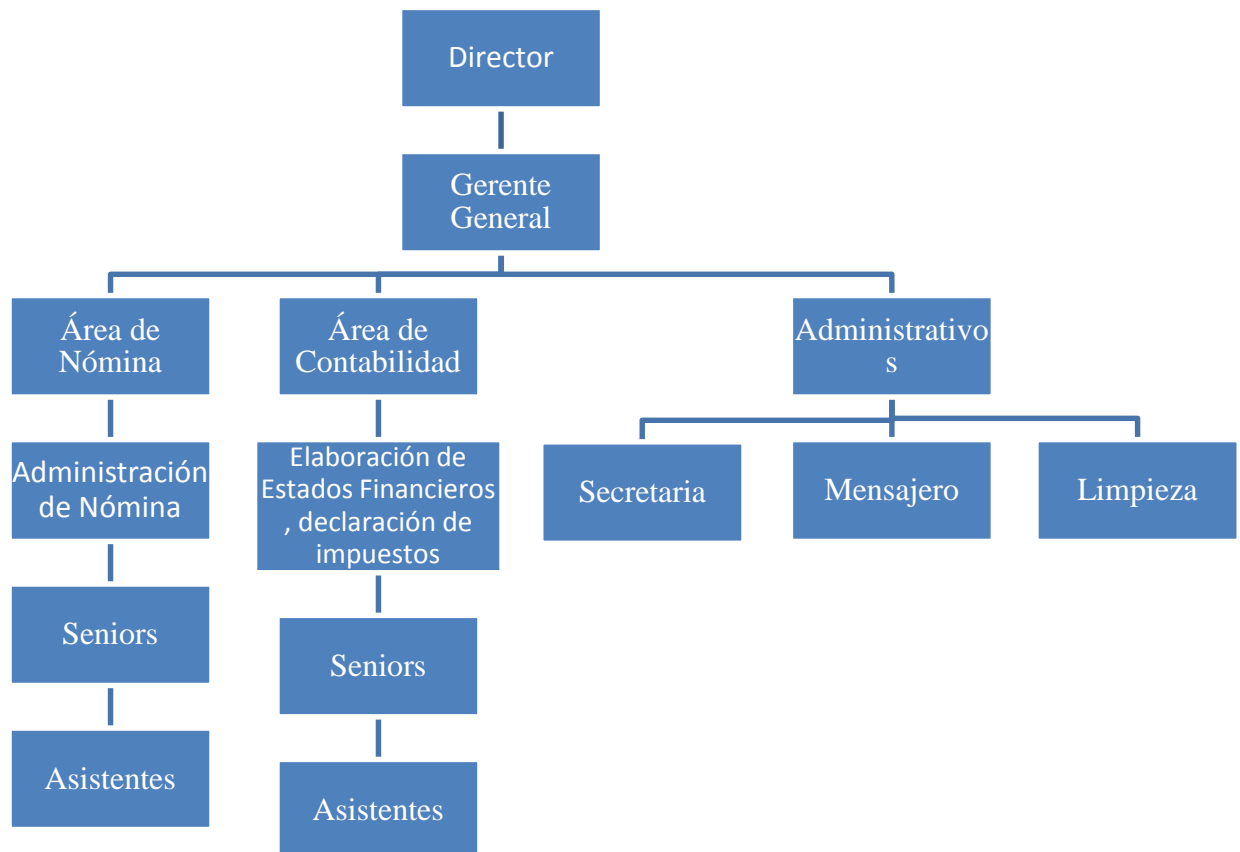 Director
Gerente
General
Área de
Nómina
Área de
Contabilidad
Administrativo
s
Administración
de Nómina
Elaboración de
Estados Financieros
, declaración de
impuestos
Secretaria
Mensajero
Limpieza
Seniors
Seniors
Asistentes
Asistentes